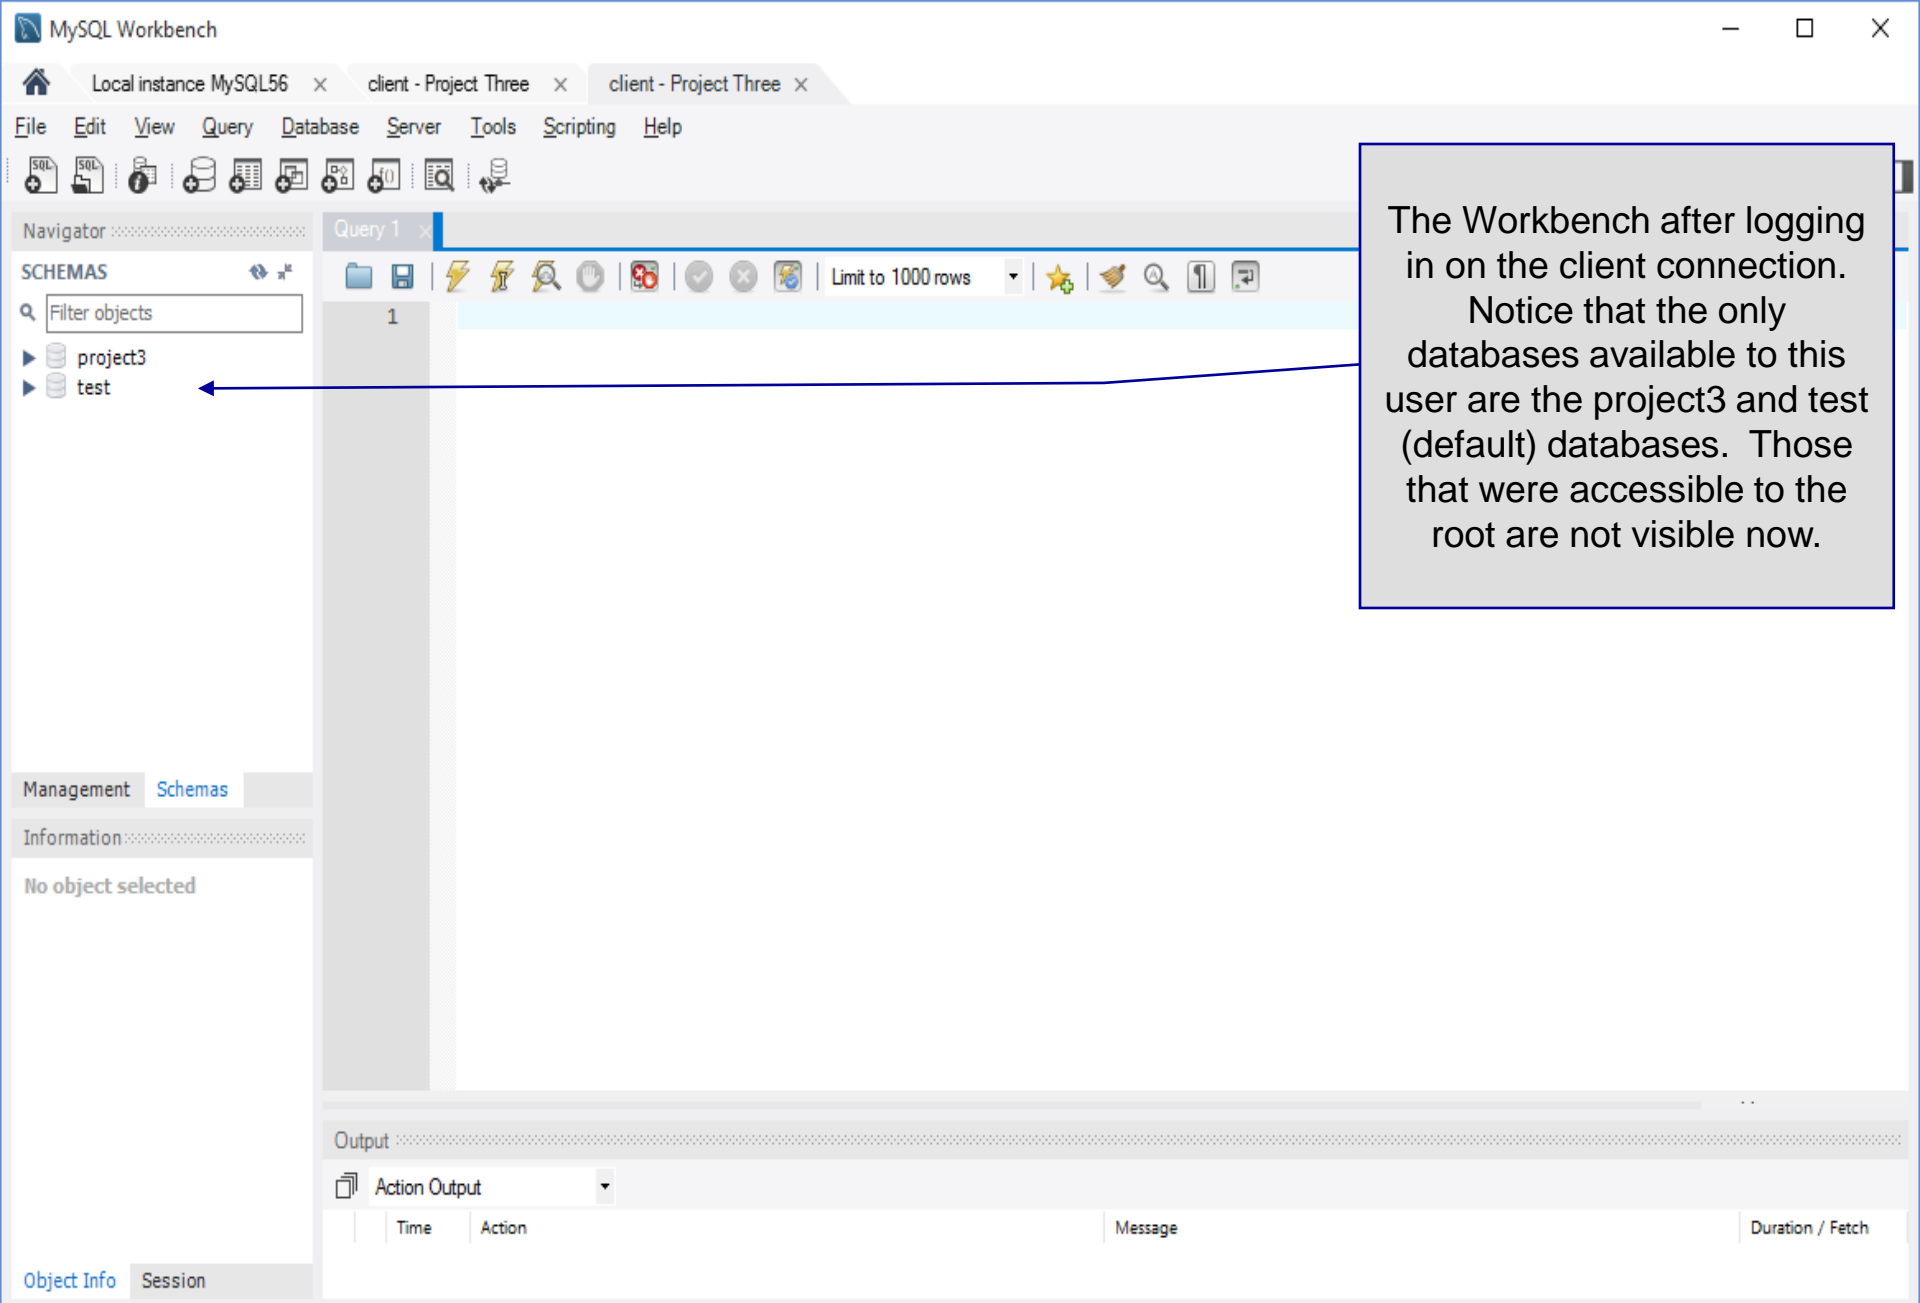 MySQL Workbench
Local instance MySQL56 client - Project Three client - Project Three
File Edit View Query Database Server Tools Scripting Help
SQL SQL
Navigator
Query 1
SCHEMAS
Limit to 1000 rows
Filter objects
1
project3
test
The Workbench after logging
in on the client connection.
Notice that the only
databases available to this
user are the project3 and test
(default) databases. Those
that were accessible to the
root are not visible now.
Management Schemas
Information
No object selected
Output
Action Output
Time Action Message Duration / Fetch
Object Info Session